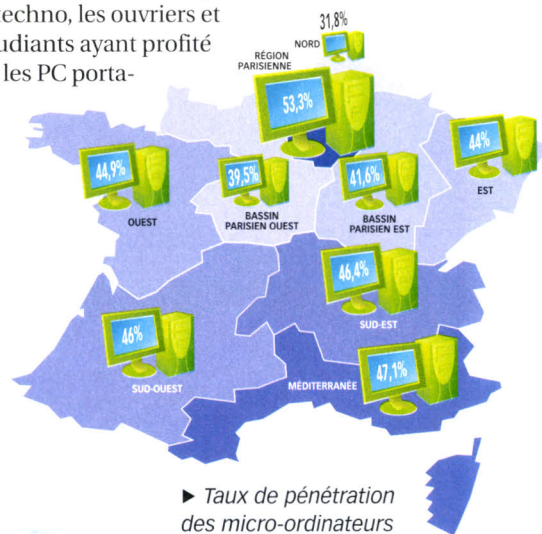 techno, les ouvriers et
udiants ayant profité
les PC porta-
31,8%
NORD
RÉGION
PARISIENNE
53,3%
44,9%
OUEST
39,5%
BASSIN
PARISIEN OUEST
41,6%
BASSIN
PARISIEN EST
44%
EST
46,4%
SUD-EST
46%
SUD-OUEST
47,1%
MÉDITERRANÉE
► Taux de pénétration
des micro-ordinateurs